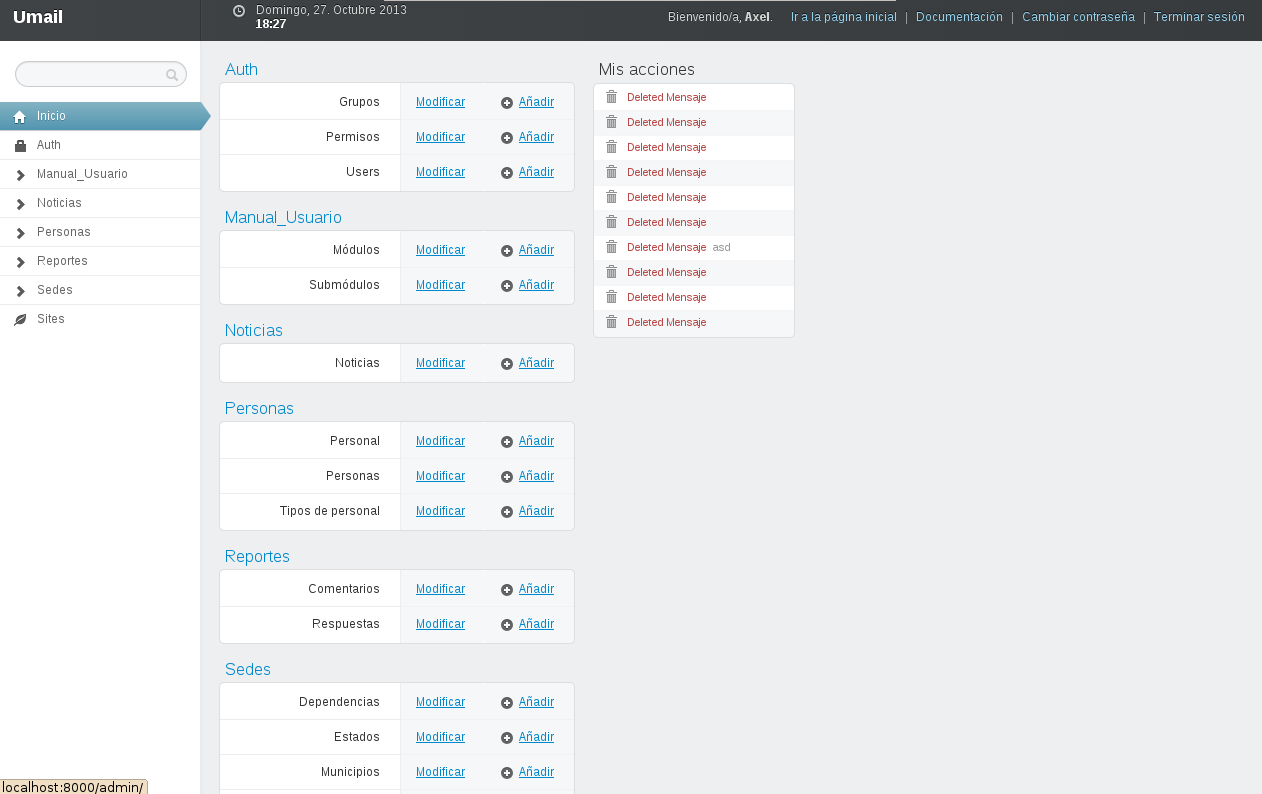 Umail
Domingo, 27. Octubre 2013
18:27
Bienvenido/a, Axel. Ir a la página inicial | Documentación | Cambiar contraseña | Terminar sesión
Inicio
Auth
Manual_Usuario
Noticias
Personas
Reportes
Sedes
Sites
Auth
Grupos Modificar Añadir
Permisos Modificar Añadir
Users Modificar Añadir
Manual_Usuario
Módulos Modificar Añadir
Submódulos Modificar Añadir
Noticias
Noticias Modificar Añadir
Personas
Personal Modificar Añadir
Personas Modificar Añadir
Tipos de personal Modificar Añadir
Reportes
Comentarios Modificar Añadir
Respuestas Modificar Añadir
Sedes
Dependencias Modificar Añadir
Estados Modificar Añadir
Municipios Modificar Añadir
Mis acciones
Deleted Mensaje
Deleted Mensaje
Deleted Mensaje
Deleted Mensaje
Deleted Mensaje
Deleted Mensaje
Deleted Mensaje asd
Deleted Mensaje
Deleted Mensaje
Deleted Mensaje
localhost:8000/admin/